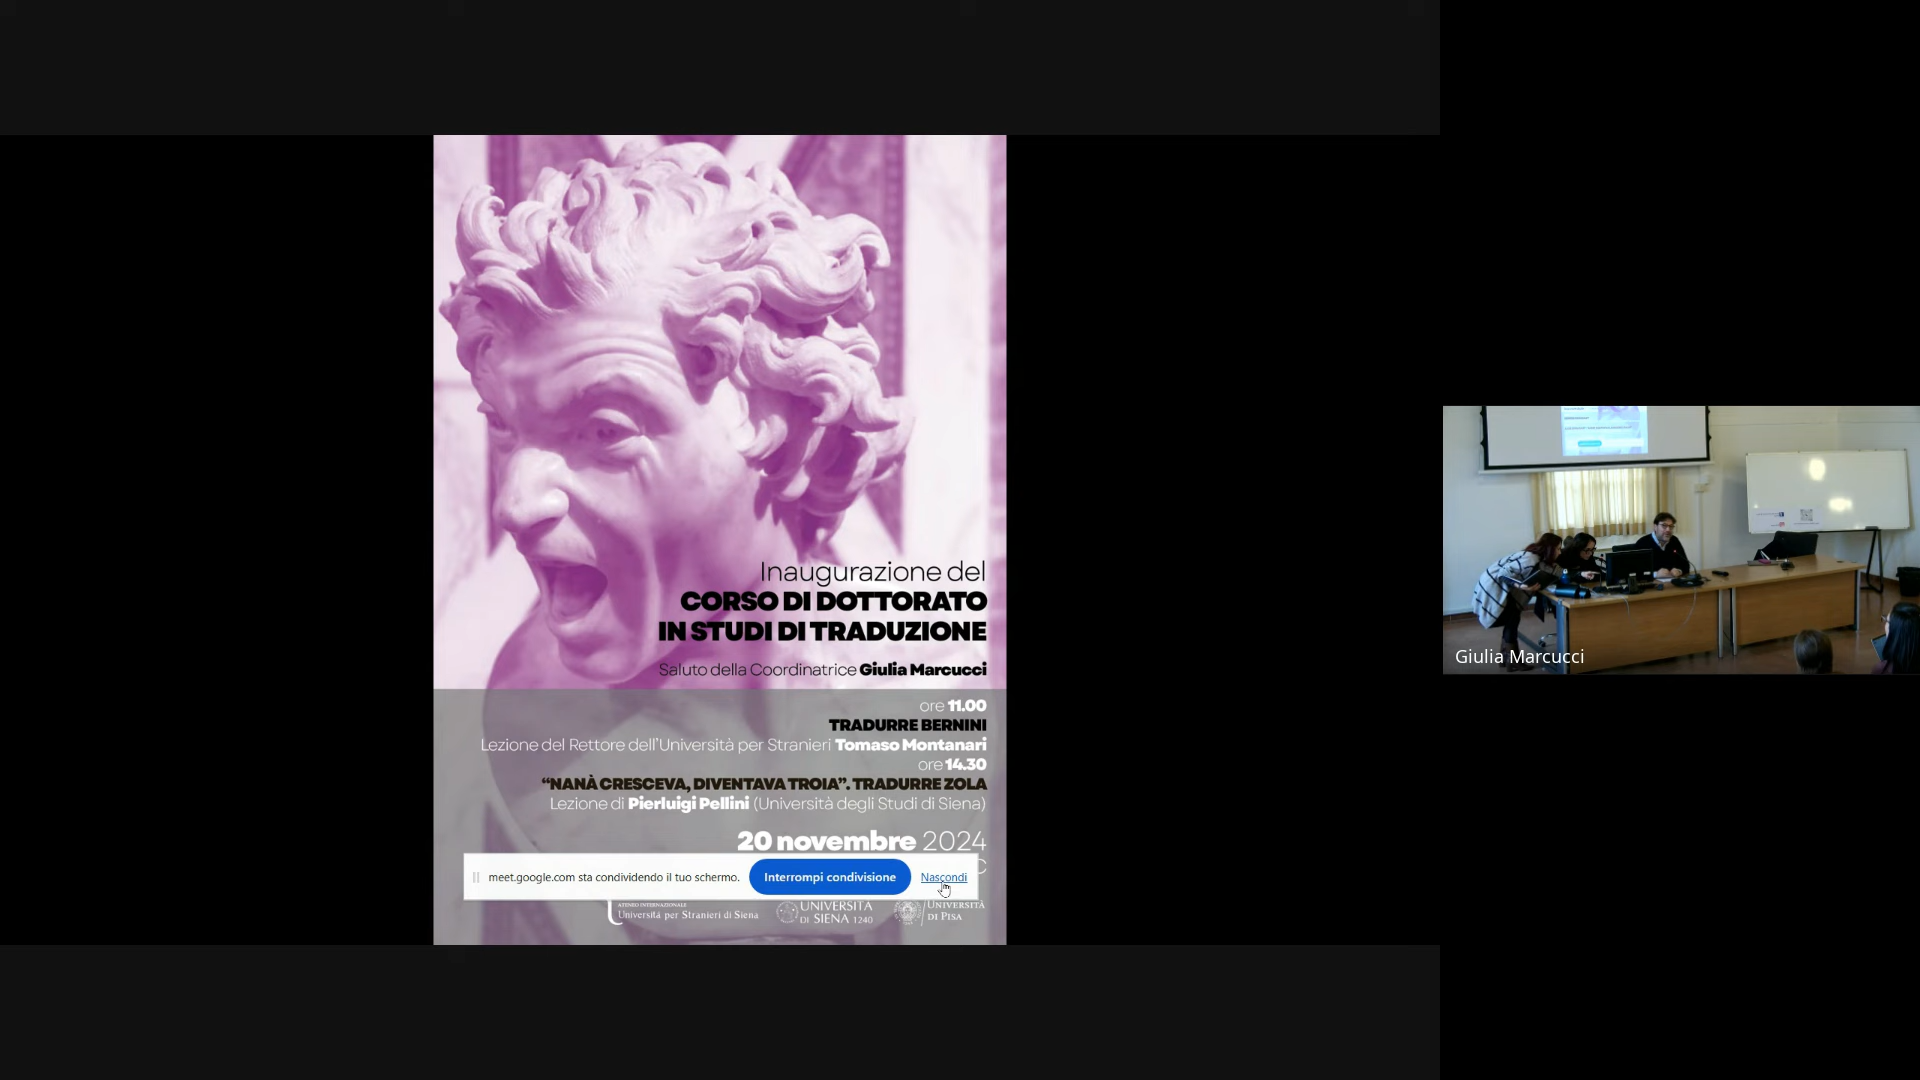 Inaugurazione del
CORSO DI DOTTORATO
IN STUDI DI TRADUZIONE
Saluto della Coordinatrice Giulia Marcucci
ore 11.00
TRADURRE BERNINI
Lezione del Rettore dell'Università per Stranieri Tomaso Montanari
ore 14.30
“NANÀ CRESCEVA, DIVENTAVA TROIA”. TRADURRE ZOLA
Lezione di Pierluigi Pellini (Università degli Studi di Siena)
20 novembre 2024
meet.google.com sta condividendo il tuo schermo.
Interrompi condivisione
Nascondi
ATENEO INTERNAZIONALE
Università per Stranieri di Siena
UNIVERSITÀ
DI SIENA 1240
UNIVERSITÀ
DI PISA
Giulia Marcucci